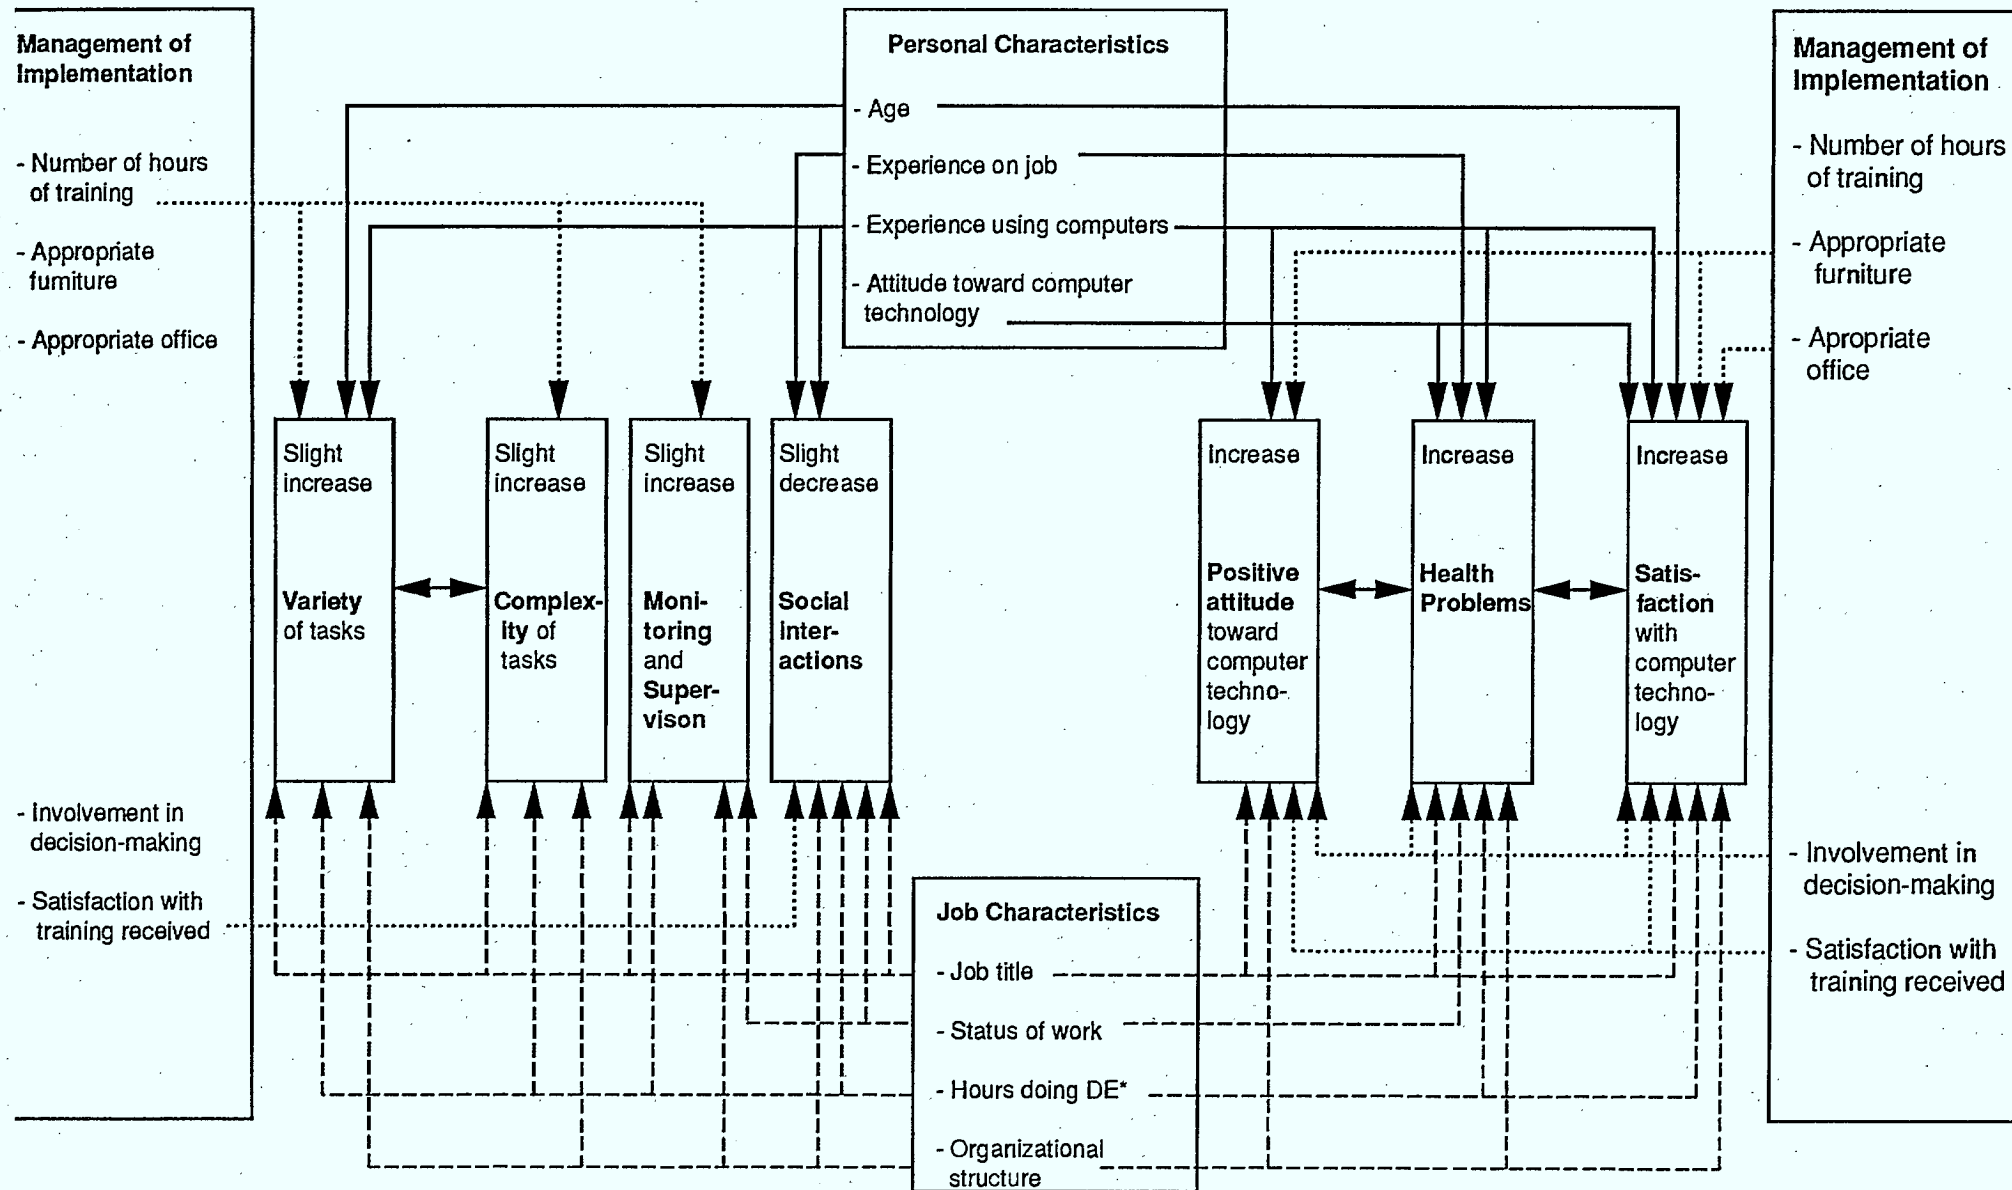 Management of
Implementation
- Number of hours
of training
- Appropriate
furniture
- Appropriate office
- Involvement in
decision-making
- Satisfaction with
training received
Personal Characteristics
- Age
- Experience on job
- Experience using computers
- Attitude toward computer
technology
Slight
increase
Variety
of tasks
Slight
increase
Complex-
ity of
tasks
Slight
increase
Moni-
toring
and
Super-
vison
Slight
decrease
Social
inter-
actions
Increase
Positive
attitude
toward
computer
techno-
logy
Increase
Health
Problems
Increase
Satis-
faction
with
computer
techno-
logy
Job Characteristics
- Job title
- Status of work
- Hours doing DE*
- Organizational
structure
Management of
Implementation
- Number of hours
of training
- Appropriate
furniture
- Apropriate
office
- Involvement in
decision-making
- Satisfaction with
training received